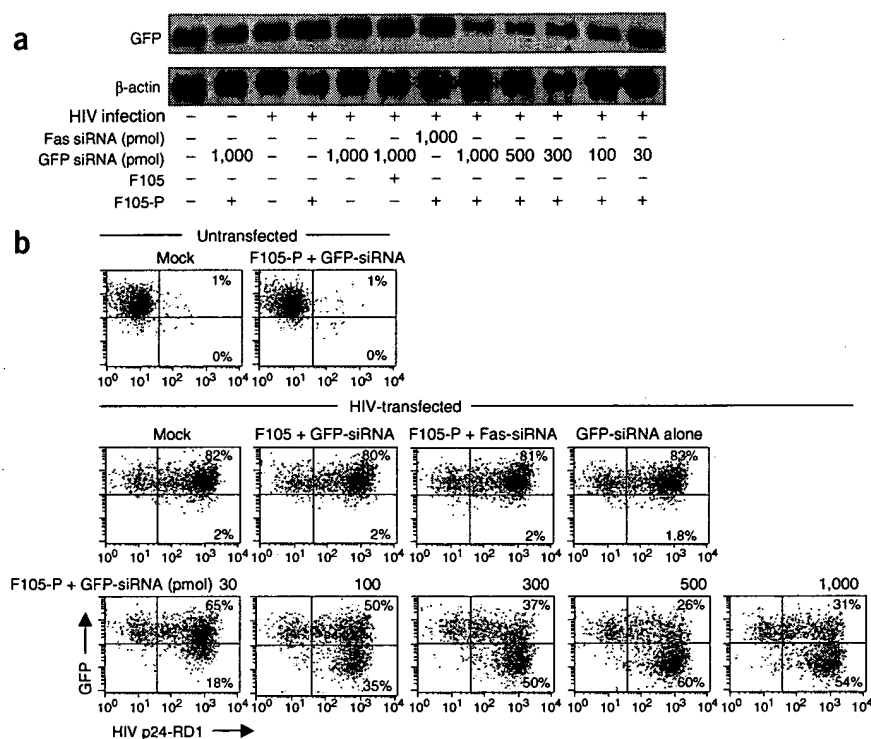 a
GFP
β-actin
HIV infection – – + + + + + + + + + +
Fas siRNA (pmol) – – – – – – 1,000 – – – – –
GFP siRNA (pmol) – 1,000 – – 1,000 1,000 – 1,000 500 300 100 30
F105 – – – – – + – – – – – –
F105-P – + – + – – + + + + + +
b
Untransfected
Mock F105-P + GFP-siRNA
1% 1%
0% 0%
10⁰ 10¹ 10² 10³ 10⁴ 10⁰ 10¹ 10² 10³ 10⁴
HIV-transfected
Mock F105 + GFP-siRNA F105-P + Fas-siRNA GFP-siRNA alone
82% 80% 81% 83%
2% 2% 2% 1.8%
10⁰ 10¹ 10² 10³ 10⁴ 10⁰ 10¹ 10² 10³ 10⁴ 10⁰ 10¹ 10² 10³ 10⁴ 10⁰ 10¹ 10² 10³ 10⁴
F105-P + GFP-siRNA (pmol) 30 100 300 500 1,000
65% 50% 37% 26% 31%
18% 35% 50% 60% 54%
10⁰ 10¹ 10² 10³ 10⁴ 10⁰ 10¹ 10² 10³ 10⁴ 10⁰ 10¹ 10² 10³ 10⁴ 10⁰ 10¹ 10² 10³ 10⁴ 10⁰ 10¹ 10² 10³ 10⁴
GFP
HIV p24-RD1